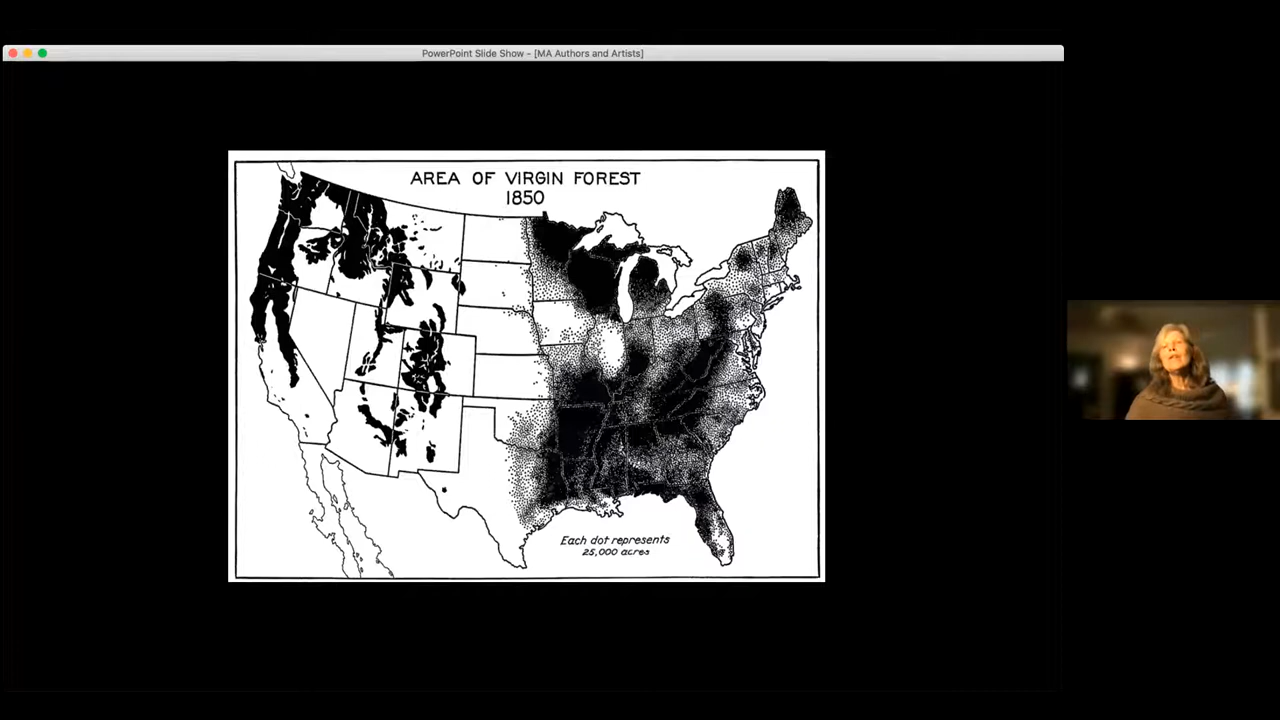 PowerPoint Slide Show - [MA Authors and Artists]
AREA OF VIRGIN FOREST
1850
Each dot represents
25,000 acres